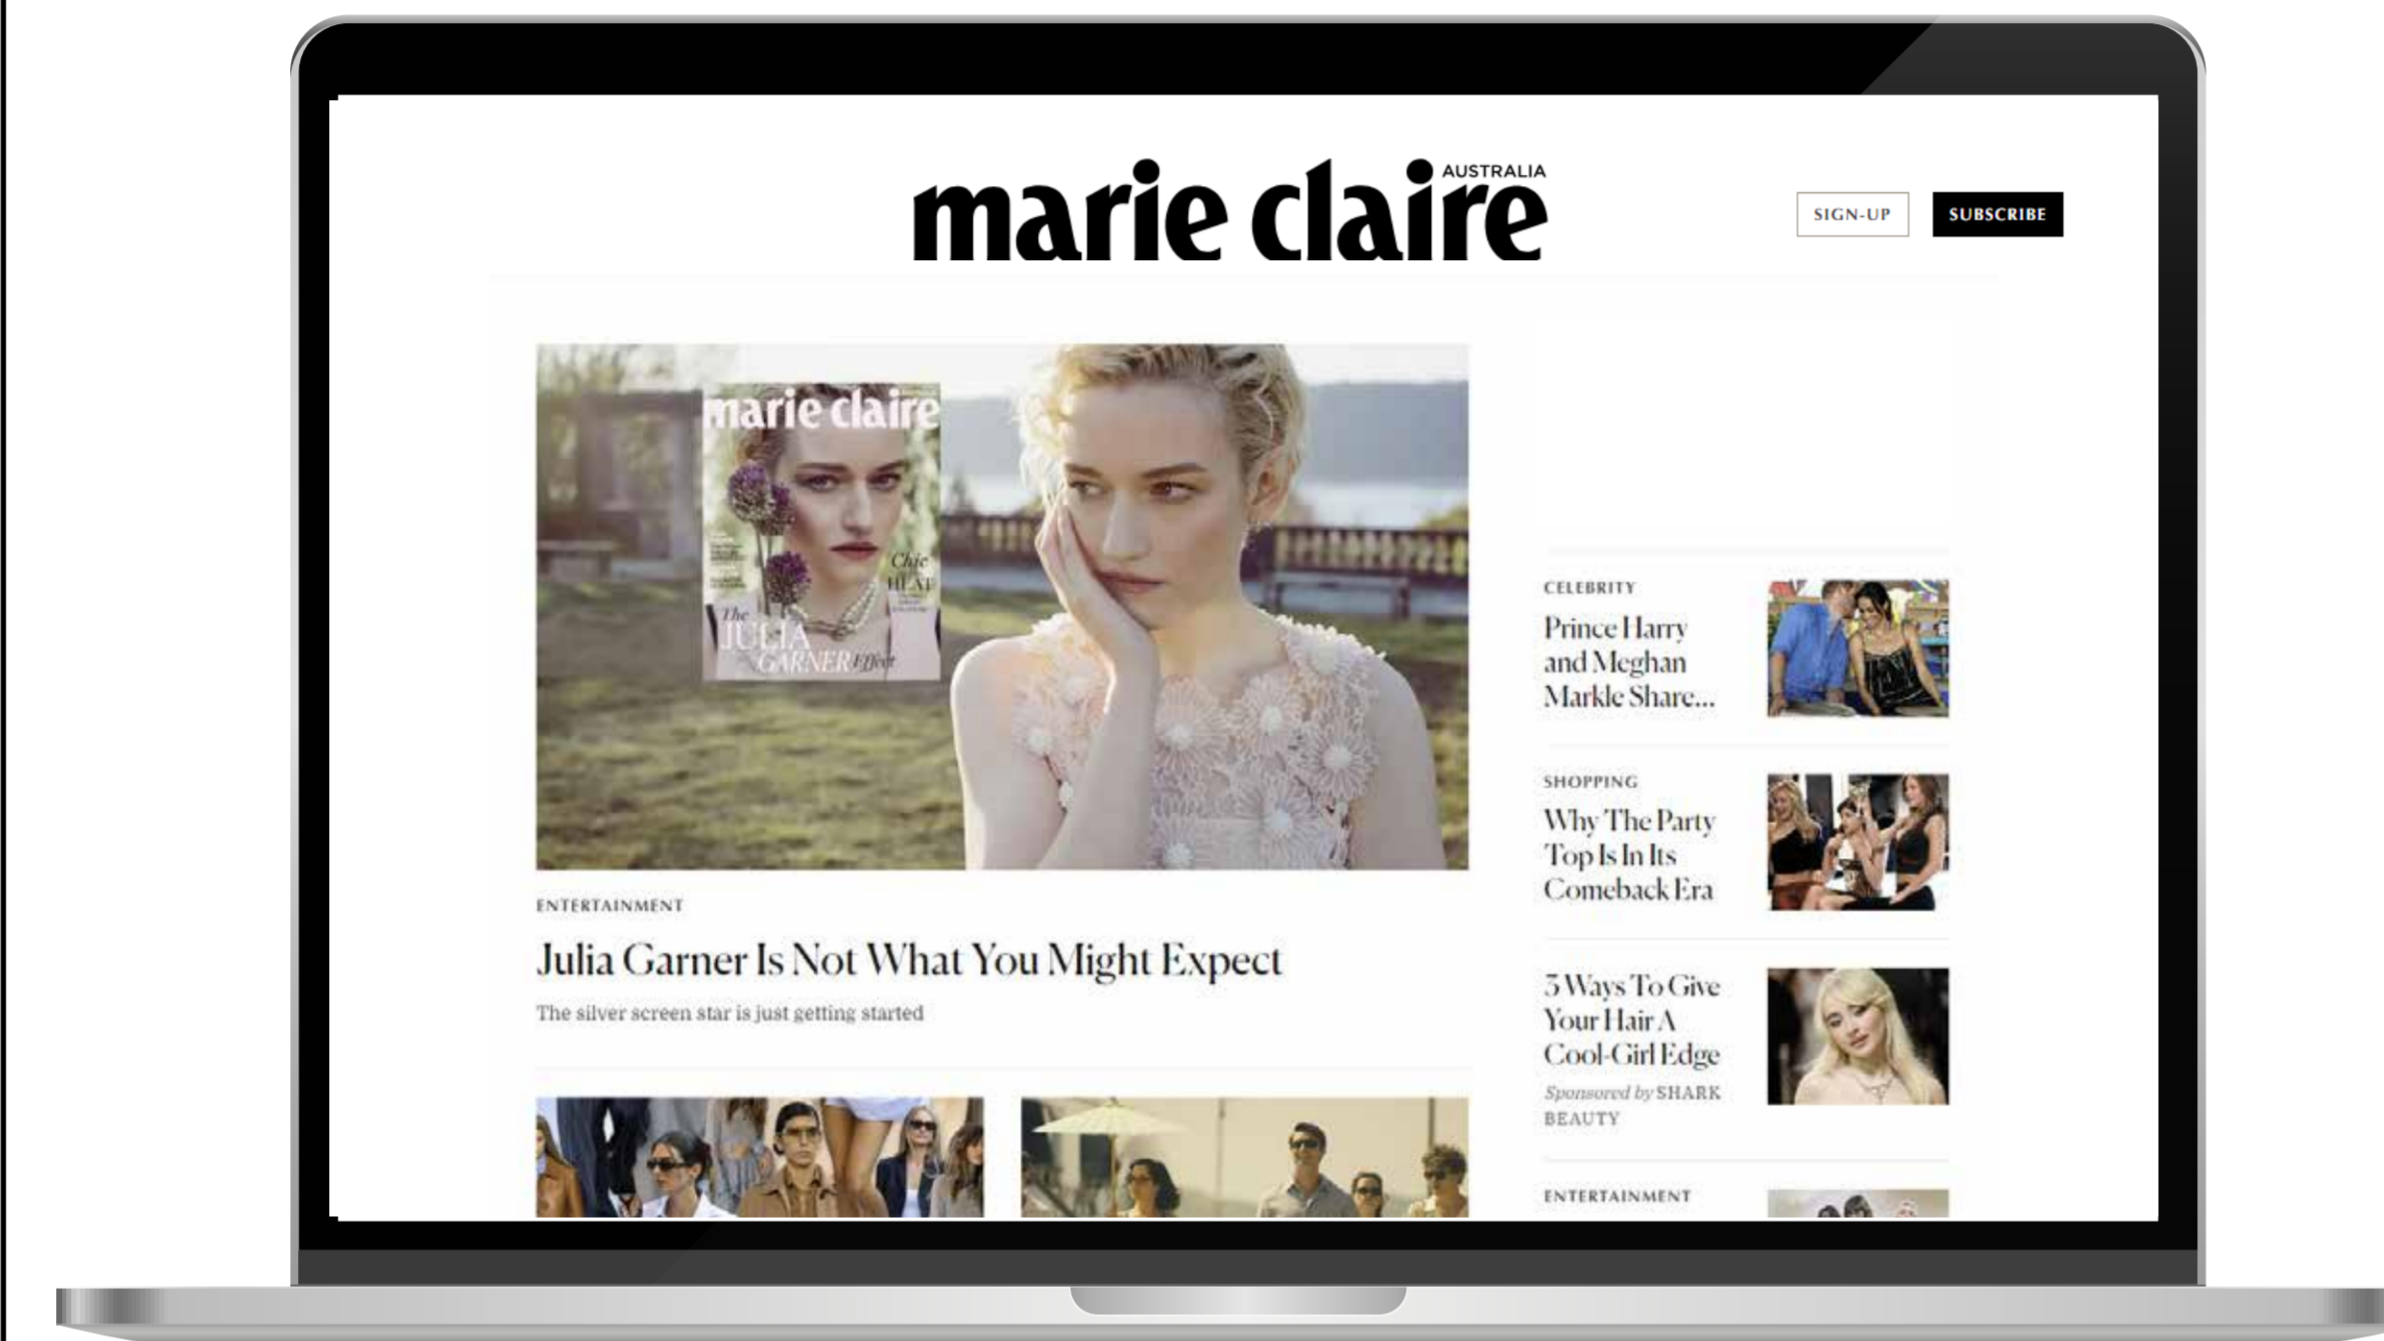 AUSTRALIA
marie claire
SIGN-UP
SUBSCRIBE
marie claire
Chic
HEAT
The
JULIA
GARNER Effect
ENTERTAINMENT
Julia Garner Is Not What You Might Expect
The silver screen star is just getting started
CELEBRITY
Prince Harry
and Meghan
Markle Share...
SHOPPING
Why The Party
Top Is In Its
Comeback Era
3 Ways To Give
Your Hair A
Cool-Girl Edge
Sponsored by SHARK
BEAUTY
ENTERTAINMENT